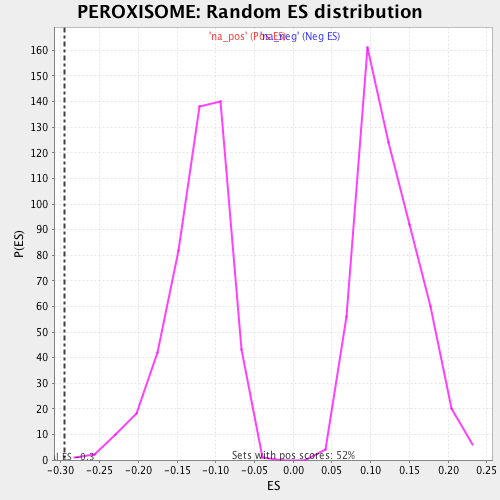 PEROXISOME: Random ES distribution
'na_pos' (Pos ES) 'na_neg' (Neg ES)
P(ES)
160
150
140
130
120
110
100
90
80
70
60
50
40
30
20
10
0
ES -0.3
Sets with pos scores: 52%
-0.30 -0.25 -0.20 -0.15 -0.10 -0.05 0.00 0.05 0.10 0.15 0.20 0.25
ES